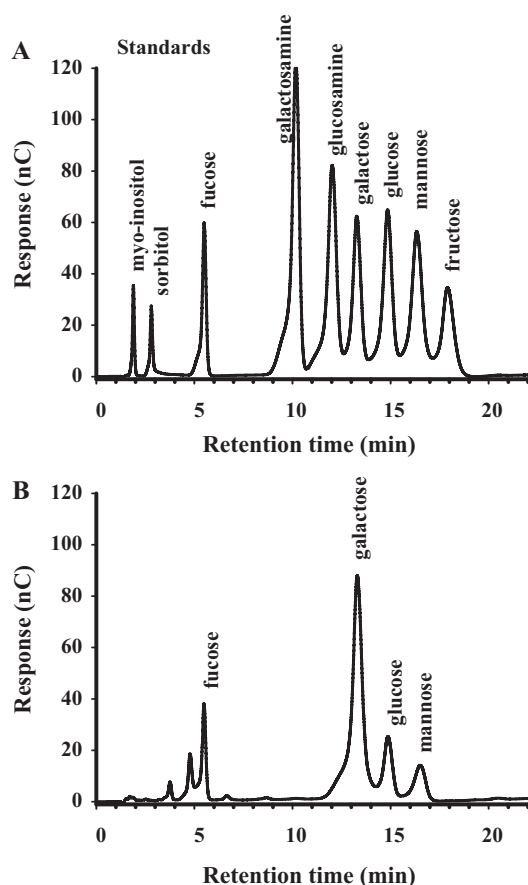 A
Standards
Response (nC)
120
100
80
60
40
20
0
myo-inositol
sorbitol
fucose
galactosamine
glucosamine
galactose
glucose
mannose
fructose
0 5 10 15 20
Retention time (min)
B
Response (nC)
120
100
80
60
40
20
0
fucose
galactose
glucose
mannose
0 5 10 15 20
Retention time (min)